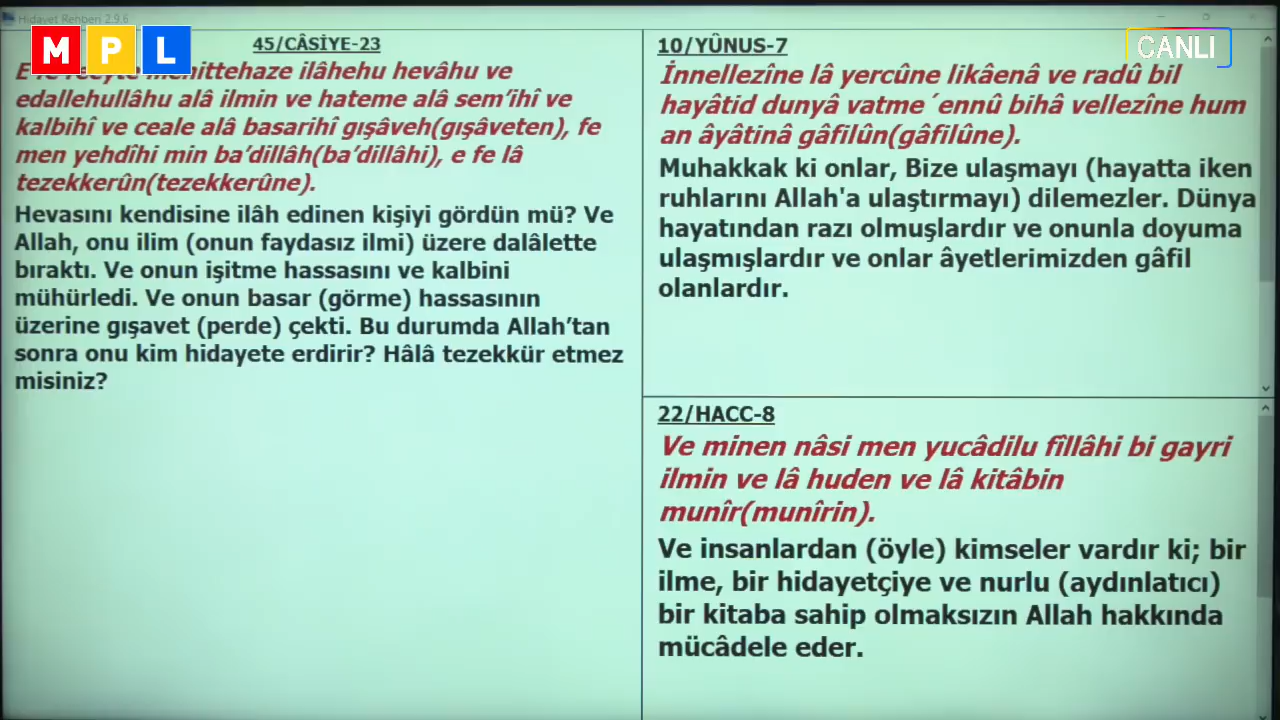 Hidayet Rehberi 2.9.6
MPL
CANLI
45/CÂSİYE-23
menittehaze ilâhehu hevâhu ve
edallehullâhu alâ ilmin ve hateme alâ sem’ihî ve
kalbihî ve ceale alâ basarihî gışâveh(gışâveten), fe
men yehdîhi min ba’dillâh(ba’dillâhi), e fe lâ
tezekkerûn(tezekkerûne).
Hevasını kendisine ilâh edinen kişiyi gördün mü? Ve
Allah, onu ilim (onun faydasız ilmi) üzere dalâlette
bıraktı. Ve onun işitme hassasını ve kalbini
mühürledi. Ve onun basar (görme) hassasının
üzerine gışavet (perde) çekti. Bu durumda Allah’tan
sonra onu kim hidayete erdirir? Hâlâ tezekkür etmez
misiniz?
10/YÛNUS-7
İnnellezîne lâ yercûne likâenâ ve radû bil
hayâtid dunyâ vatme´ennû bihâ vellezîne hum
an âyâtinâ gâfilûn(gâfilûne).
Muhakkak ki onlar, Bize ulaşmayı (hayatta iken
ruhlarını Allah'a ulaştırmayı) dilemezler. Dünya
hayatından razı olmuşlardır ve onunla doyuma
ulaşmışlardır ve onlar âyetlerimizden gâfil
olanlardır.
22/HACC-8
Ve minen nâsi men yucâdilu fîllâhi bi gayri
ilmin ve lâ huden ve lâ kitâbin
munîr(munîrin).
Ve insanlardan (öyle) kimseler vardır ki; bir
ilme, bir hidayetçiye ve nurlu (aydınlatıcı)
bir kitaba sahip olmaksızın Allah hakkında
mücâdele eder.